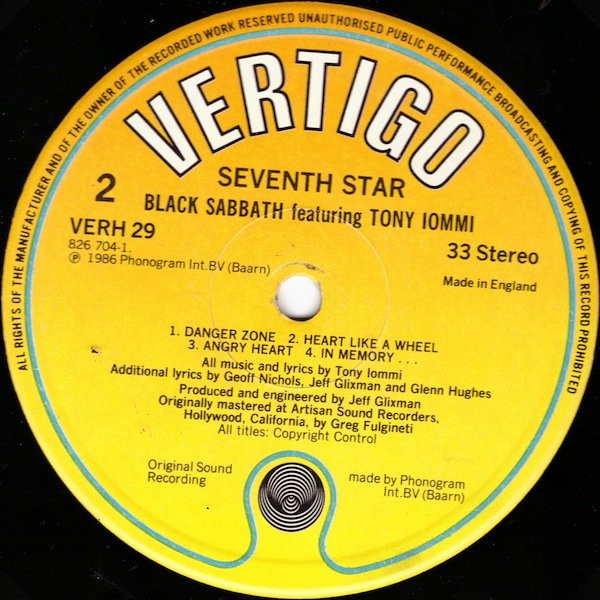 ALL RIGHTS OF THE MANUFACTURER AND OF THE OWNER OF THE RECORDED WORK RESERVED UNAUTHORISED PUBLIC PERFORMANCE BROADCASTING AND COPYING OF THIS RECORD PROHIBITED
VERTIGO
SEVENTH STAR
2
BLACK SABBATH featuring TONY IOMMI
VERH 29
826 704-1.
℗ 1986 Phonogram Int.BV (Baarn)
33 Stereo
Made in England
1. DANGER ZONE 2. HEART LIKE A WHEEL
3. ANGRY HEART 4. IN MEMORY . . .
All music and lyrics by Tony Iommi
Additional lyrics by Geoff Nichols, Jeff Glixman and Glenn Hughes
Produced and engineered by Jeff Glixman
Originally mastered at Artisan Sound Recorders,
Hollywood, California, by Greg Fulgineti
All titles: Copyright Control
Original Sound
Recording
made by Phonogram
Int.BV (Baarn)